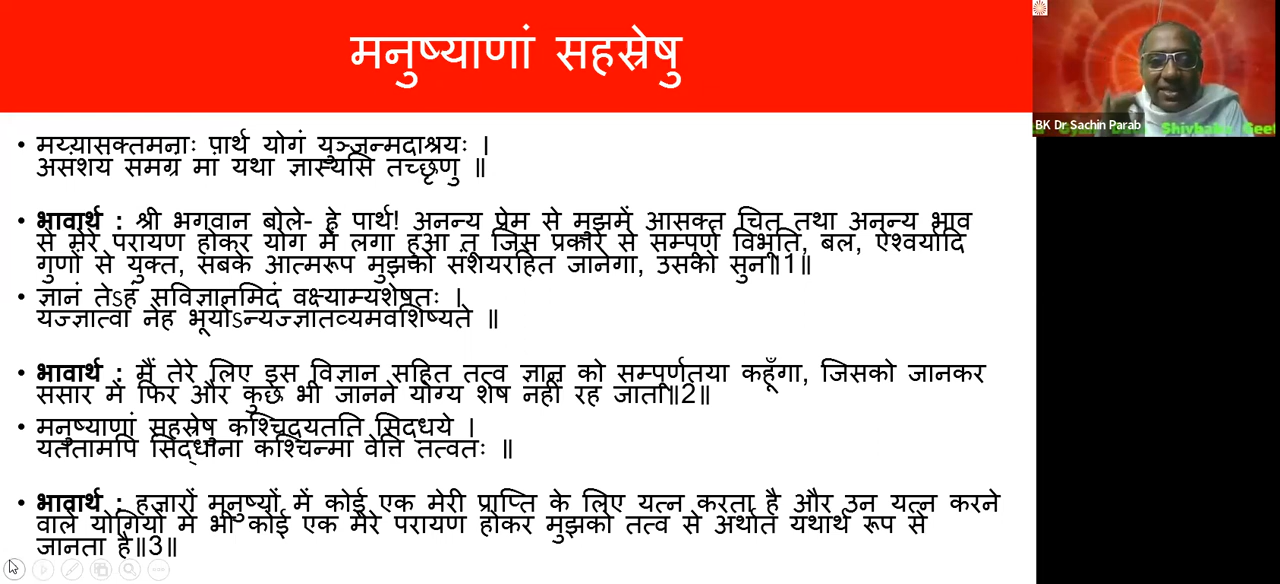 मनुष्याणां सहस्रेषु
BK Dr Sachin Parab
Shivbaba
Geet
• मय्यासक्तमनाः पार्थ योगं युञ्जन्मदाश्रयः ।
असंशयं समग्रं मां यथा ज्ञास्यसि तच्छृणु ॥
• भावार्थ : श्री भगवान बोले- हे पार्थ! अनन्य प्रेम से मुझमें आसक्त चित तथा अनन्य भाव
से मेरे परायण होकर योग में लगा हुआ तू जिस प्रकार से सम्पूर्ण विभूति, बल, ऐश्वर्यादि
गुणों से युक्त, सबके आत्मरूप मुझको संशयरहित जानेगा, उसको सुन॥1॥
• ज्ञानं तेऽहं सविज्ञानमिदं वक्ष्याम्यशेषतः ।
यज्ज्ञात्वा नेह भूयोऽन्यज्ज्ञातव्यमवशिष्यते ॥
• भावार्थ : मैं तेरे लिए इस विज्ञान सहित तत्व ज्ञान को सम्पूर्णतया कहूँगा, जिसको जानकर
संसार में फिर और कुछ भी जानने योग्य शेष नहीं रह जाता॥2॥
• मनुष्याणां सहस्रेषु कश्चिद्यतति सिद्धये ।
यततामपि सिद्धानां कश्चिन्मां वेत्ति तत्वतः ॥
• भावार्थ : हजारों मनुष्यों में कोई एक मेरी प्राप्ति के लिए यत्न करता है और उन यत्न करने
वाले योगियों में भी कोई एक मेरे परायण होकर मुझको तत्व से अर्थात यथार्थ रूप से
जानता है॥3॥